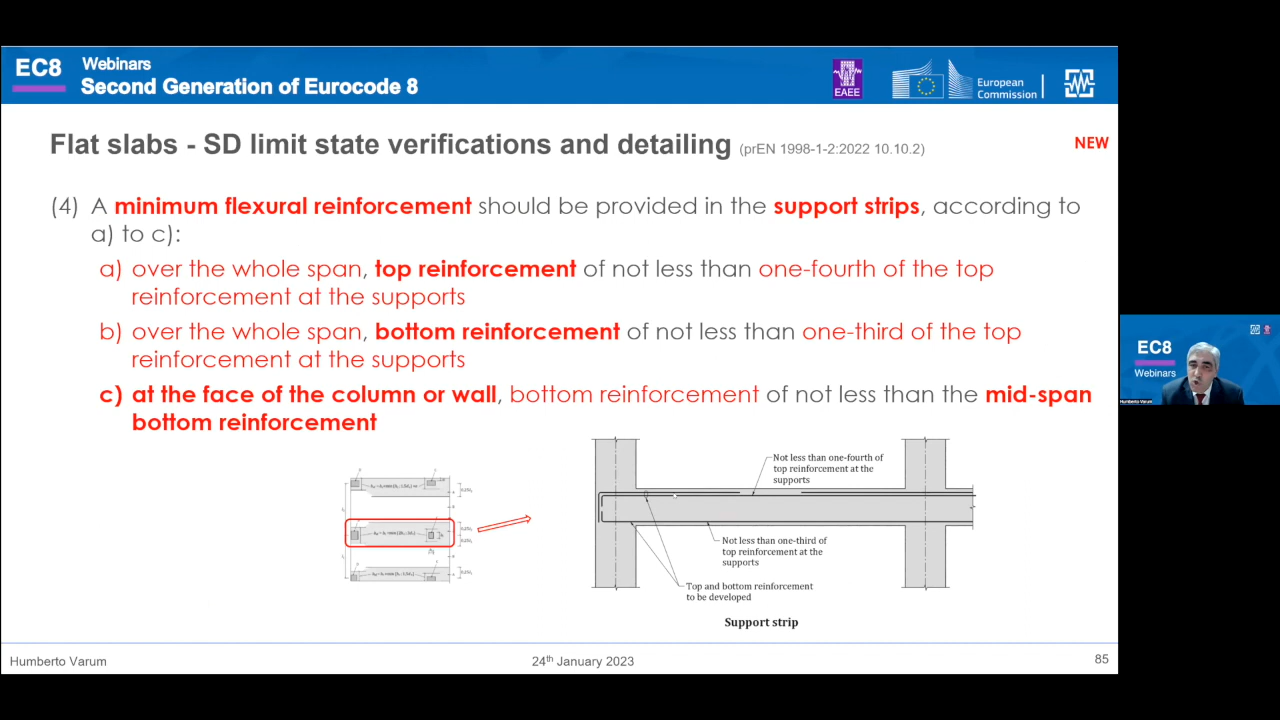 EC8
Webinars
Second Generation of Eurocode 8
EAEE
European
Commission
Flat slabs - SD limit state verifications and detailing (prEN 1998-1-2:2022 10.10.2)
NEW
(4) A minimum flexural reinforcement should be provided in the support strips, according to
a) to c):
a) over the whole span, top reinforcement of not less than one-fourth of the top
reinforcement at the supports
b) over the whole span, bottom reinforcement of not less than one-third of the top
reinforcement at the supports
c) at the face of the column or wall, bottom reinforcement of not less than the mid-span
bottom reinforcement
Not less than one-fourth of
top reinforcement at the
supports
Not less than one-third of
top reinforcement at the
supports
Top and bottom reinforcement
to be developed
Support strip
EC8
Webinars
Humberto Varum
Humberto Varum
24th January 2023
85